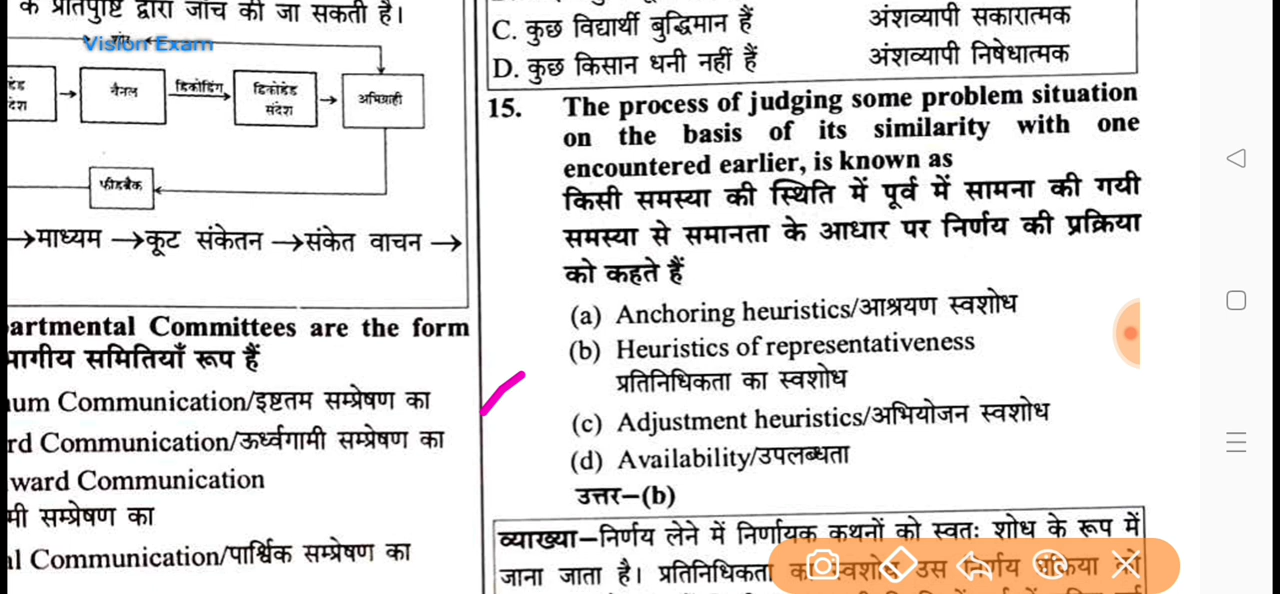 के प्रतिपुष्टि द्वारा जाँच की जा सकती है।
Vision Exam
चैनल
डिकोडिंग
डिकोडेड
संदेश
अभिग्राही
फीडबैक
→माध्यम →कूट संकेतन →संकेत वाचन →
artmental Committees are the form
समितियाँ रूप हैं
um Communication/इष्टतम सम्प्रेषण का
rd Communication/ऊर्ध्वगामी सम्प्रेषण का
ward Communication
मी सम्प्रेषण का
al Communication/पार्श्विक सम्प्रेषण का
C. कुछ विद्यार्थी बुद्धिमान हैं अंशव्यापी सकारात्मक
D. कुछ किसान धनी नहीं हैं अंशव्यापी निषेधात्मक
15. The process of judging some problem situation
on the basis of its similarity with one
encountered earlier, is known as
किसी समस्या की स्थिति में पूर्व में सामना की गयी
समस्या से समानता के आधार पर निर्णय की प्रक्रिया
को कहते हैं
(a) Anchoring heuristics/आश्रयण स्वशोध
(b) Heuristics of representativeness
प्रतिनिधिकता का स्वशोध
(c) Adjustment heuristics/अभियोजन स्वशोध
(d) Availability/उपलब्धता
उत्तर–(b)
व्याख्या–निर्णय लेने में निर्णायक कथनों को स्वतः शोध के रूप में
जाना जाता है। प्रतिनिधिकता का स्वशोध उस निर्णय प्रक्रिया को